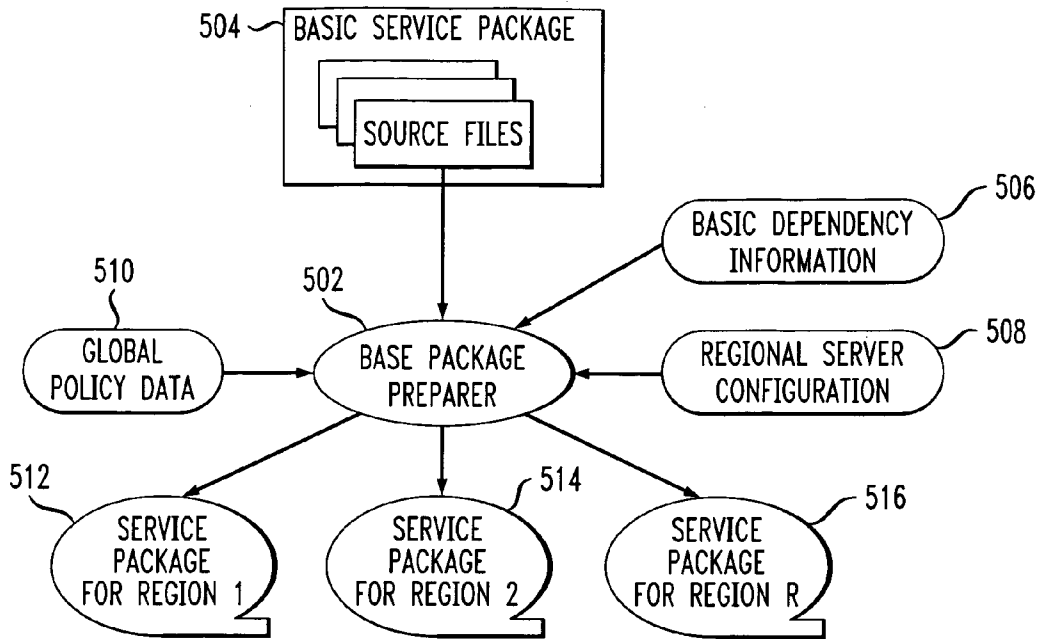 504
BASIC SERVICE PACKAGE
SOURCE FILES
506
BASIC DEPENDENCY
INFORMATION
510
502
508
GLOBAL
POLICY DATA
BASE PACKAGE
PREPARER
REGIONAL SERVER
CONFIGURATION
512
514
516
SERVICE
PACKAGE
FOR REGION 1
SERVICE
PACKAGE
FOR REGION 2
SERVICE
PACKAGE
FOR REGION R